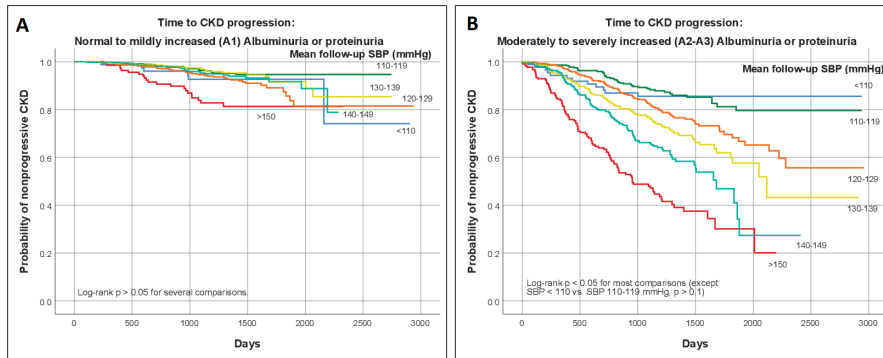 A
Time to CKD progression:
Normal to mildly increased (A1) Albuminuria or proteinuria
Mean follow-up SBP (mmHg)
110-119
130-139
120-129
140-149
>150
<110
Probability of nonprogressive CKD
1.0
0.8
0.6
0.4
0.2
0.0
Log-rank p > 0.05 for several comparisons
0 500 1000 1500 2000 2500 3000
Days
B
Time to CKD progression:
Moderately to severely increased (A2-A3) Albuminuria or proteinuria
Mean follow-up SBP (mmHg)
<110
110-119
120-129
130-139
140-149
>150
Probability of nonprogressive CKD
1.0
0.8
0.6
0.4
0.2
0.0
Log-rank p < 0.05 for most comparisons (except
SBP < 110 vs. SBP 110-119 mmHg, p > 0.1)
0 500 1000 1500 2000 2500 3000
Days